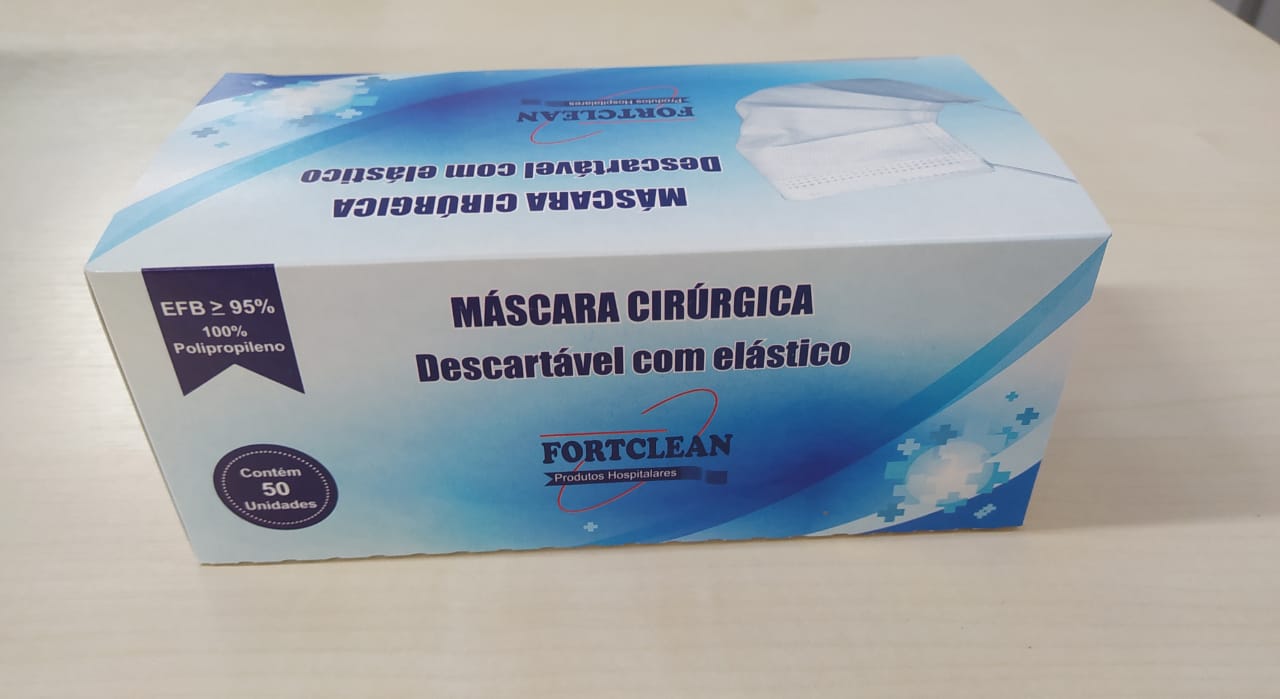 Produtos Hospitalares
FORTCLEAN
Descartável com elástico
MÁSCARA CIRÚRGICA
EFB ≥ 95%
100%
Polipropileno
MÁSCARA CIRÚRGICA
Descartável com elástico
FORTCLEAN
Produtos Hospitalares
Contém
50
Unidades